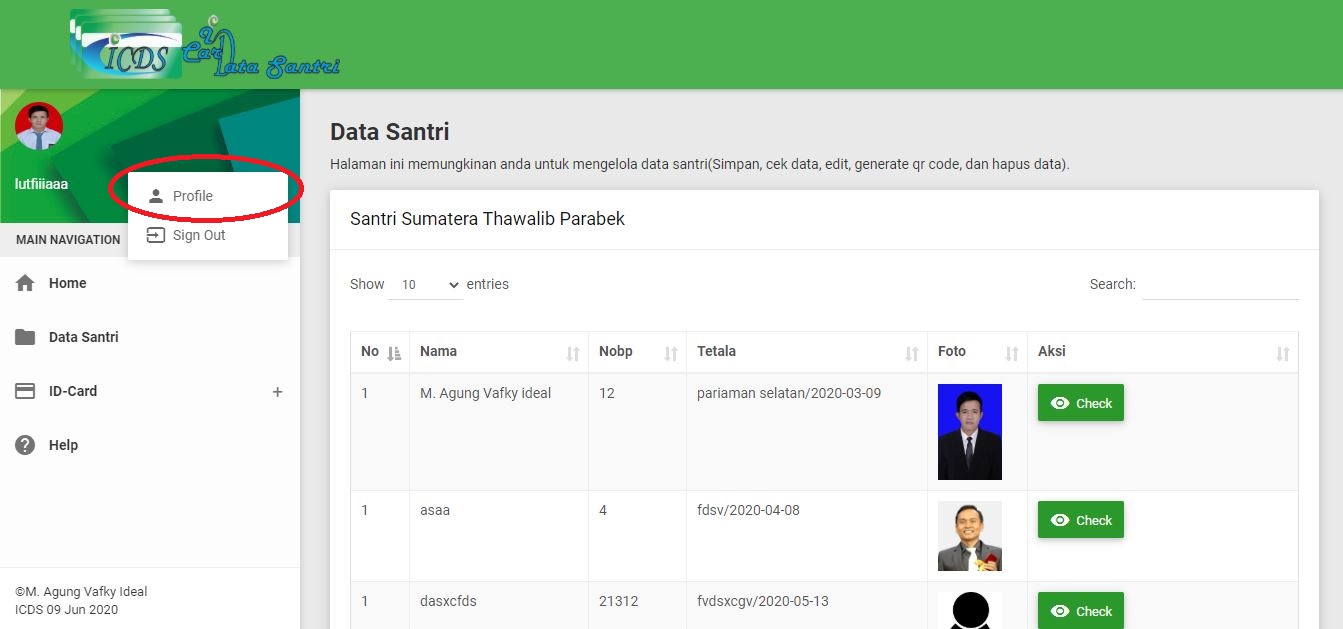 iCDS
iD Card Data Santri
lutfiiiaaa
Profile
Sign Out
MAIN NAVIGATION
Home
Data Santri
ID-Card +
Help
©M. Agung Vafky Ideal
ICDS 09 Jun 2020
Data Santri
Halaman ini memungkinan anda untuk mengelola data santri(Simpan, cek data, edit, generate qr code, dan hapus data).
Santri Sumatera Thawalib Parabek
Show 10 entries Search:
No Nama Nobp Tetala Foto Aksi
1 M. Agung Vafky ideal 12 pariaman selatan/2020-03-09 Check
1 asaa 4 fdsv/2020-04-08 Check
1 dasxcfds 21312 fvdsxcgv/2020-05-13 Check